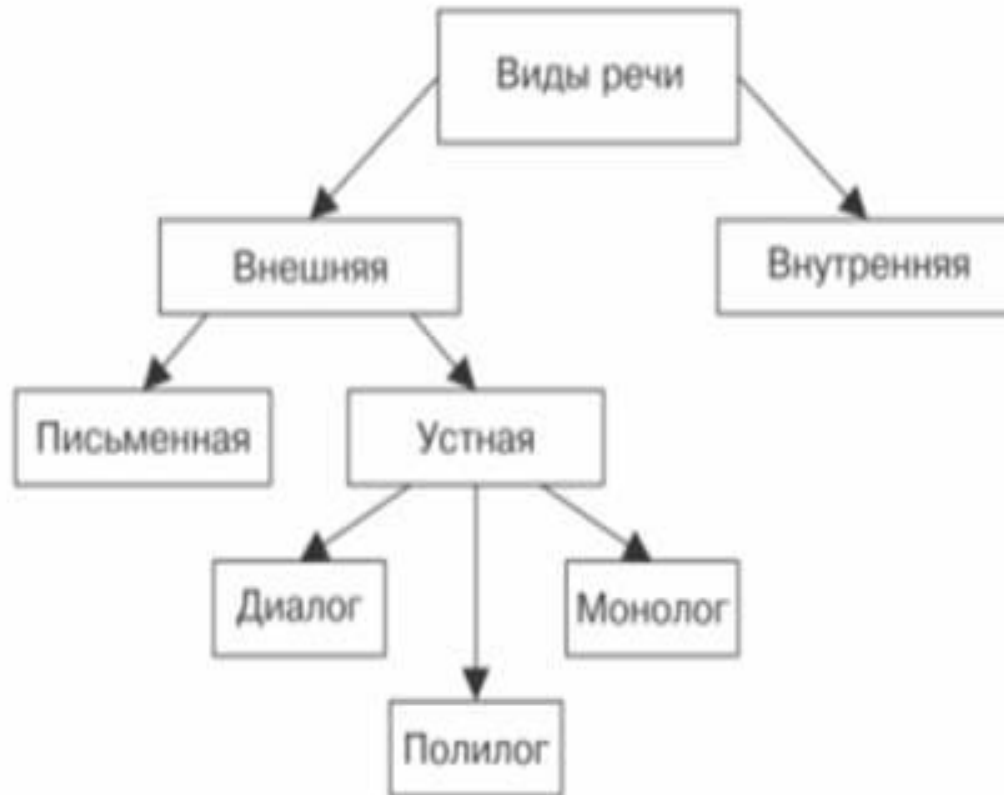 Виды речи
Внешняя
Внутренняя
Письменная
Устная
Диалог
Монолог
Полилог